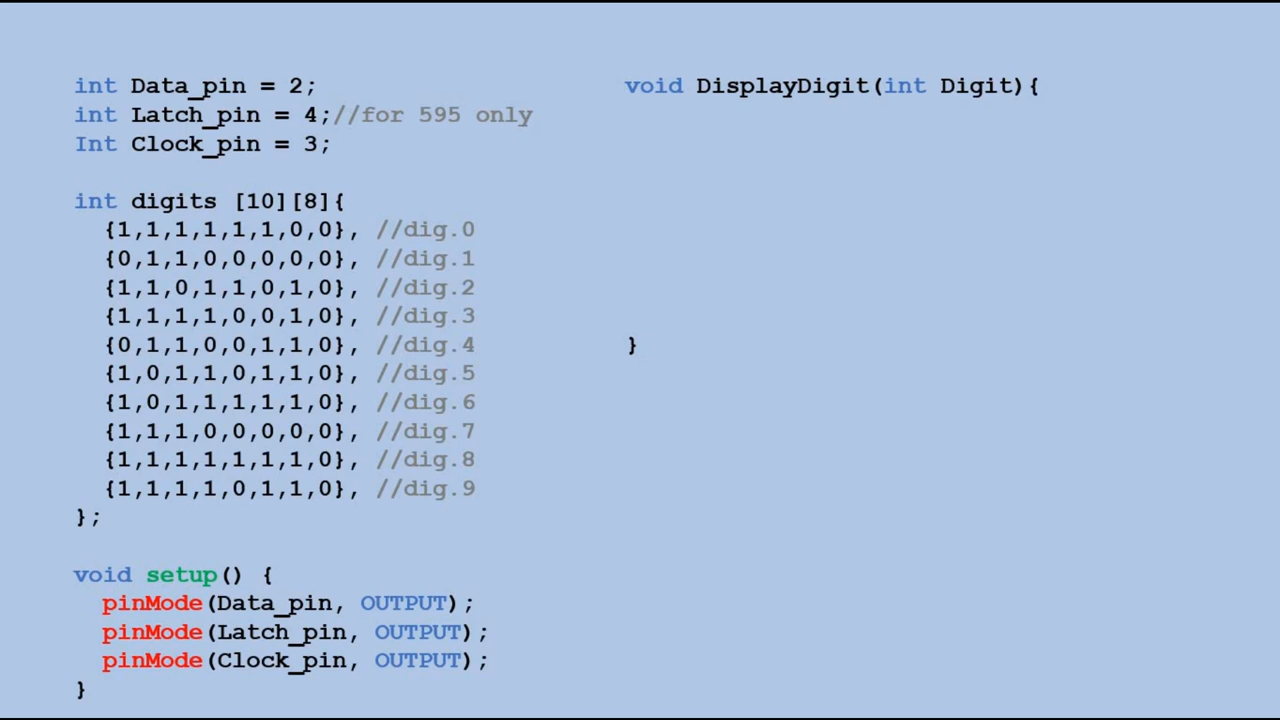 int Data_pin = 2;
int Latch_pin = 4;//for 595 only
Int Clock_pin = 3;
int digits [10][8]{
{1,1,1,1,1,1,0,0}, //dig.0
{0,1,1,0,0,0,0,0}, //dig.1
{1,1,0,1,1,0,1,0}, //dig.2
{1,1,1,1,0,0,1,0}, //dig.3
{0,1,1,0,0,1,1,0}, //dig.4
{1,0,1,1,0,1,1,0}, //dig.5
{1,0,1,1,1,1,1,0}, //dig.6
{1,1,1,0,0,0,0,0}, //dig.7
{1,1,1,1,1,1,1,0}, //dig.8
{1,1,1,1,0,1,1,0}, //dig.9
};
void setup() {
pinMode(Data_pin, OUTPUT);
pinMode(Latch_pin, OUTPUT);
pinMode(Clock_pin, OUTPUT);
}
void DisplayDigit(int Digit){
}